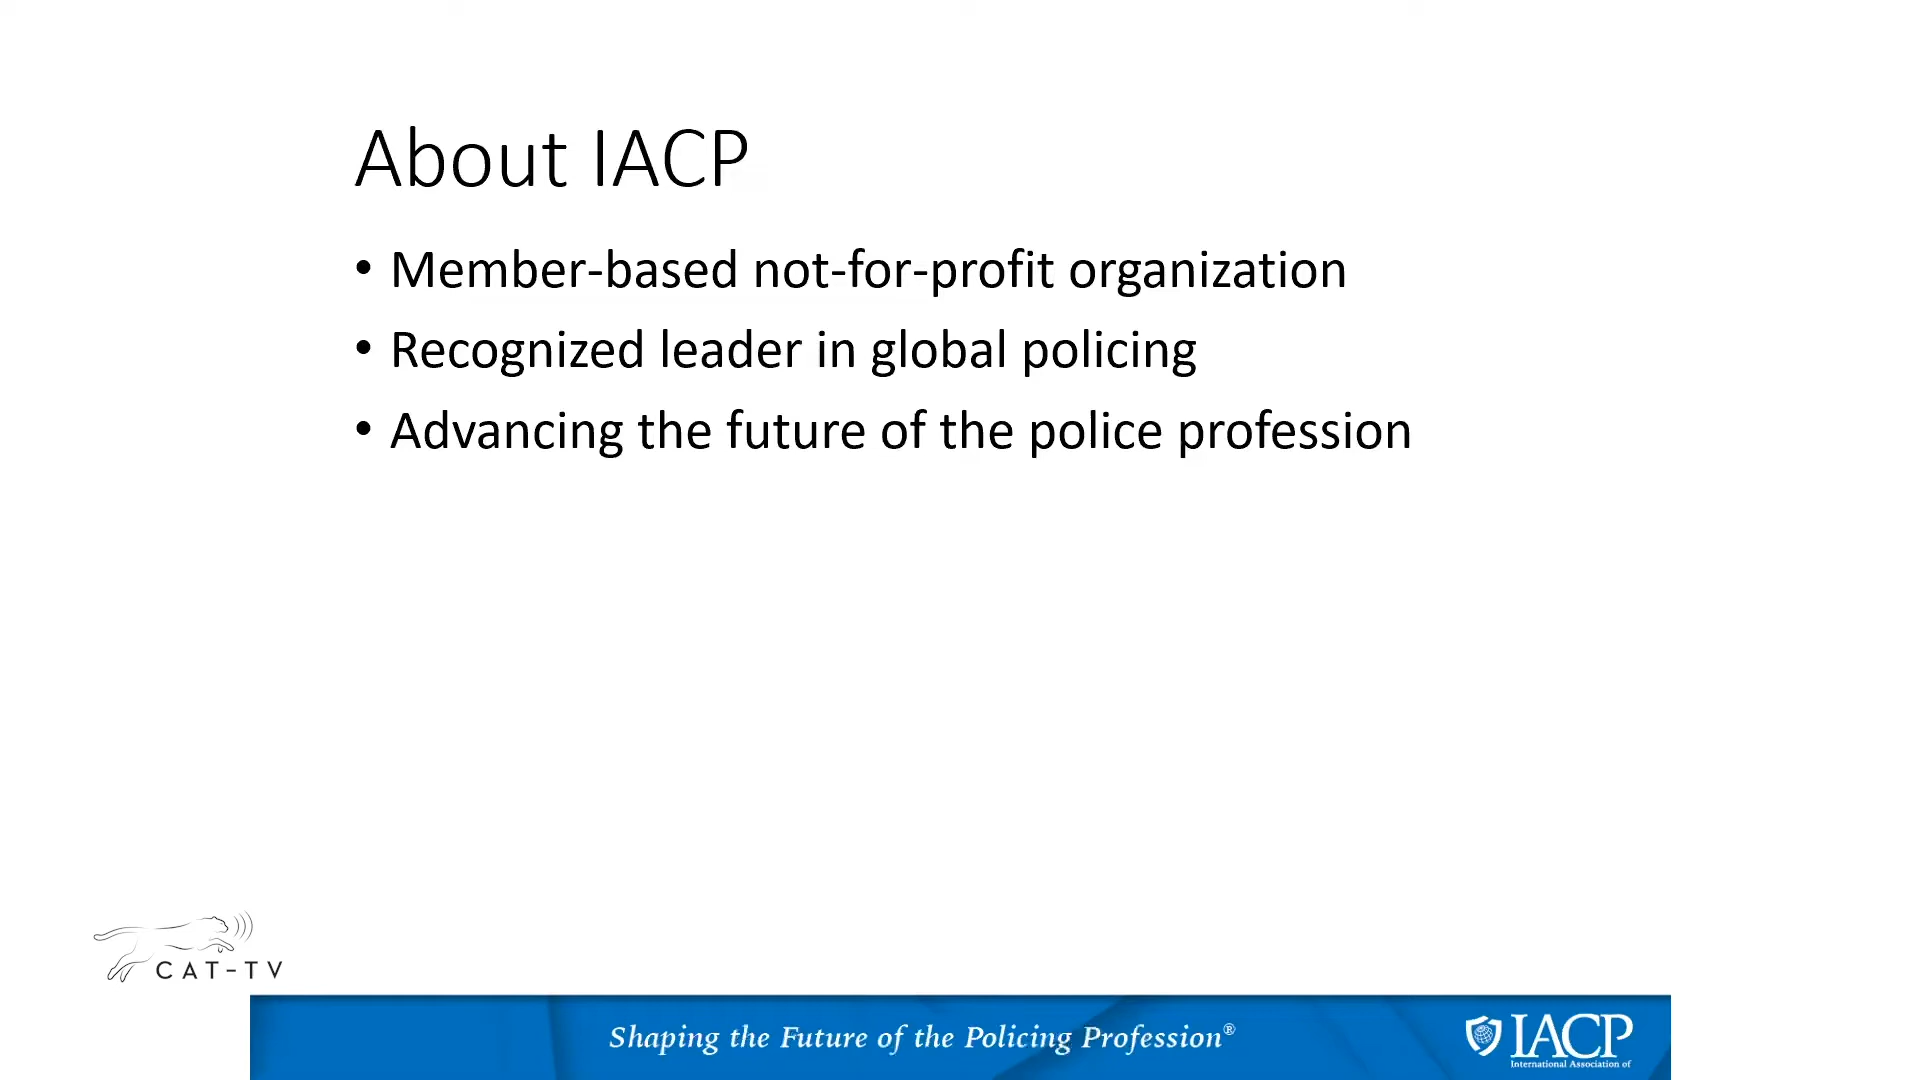 About IACP
• Member-based not-for-profit organization
• Recognized leader in global policing
• Advancing the future of the police profession
CAT-TV
Shaping the Future of the Policing Profession®
IACP
International Association of